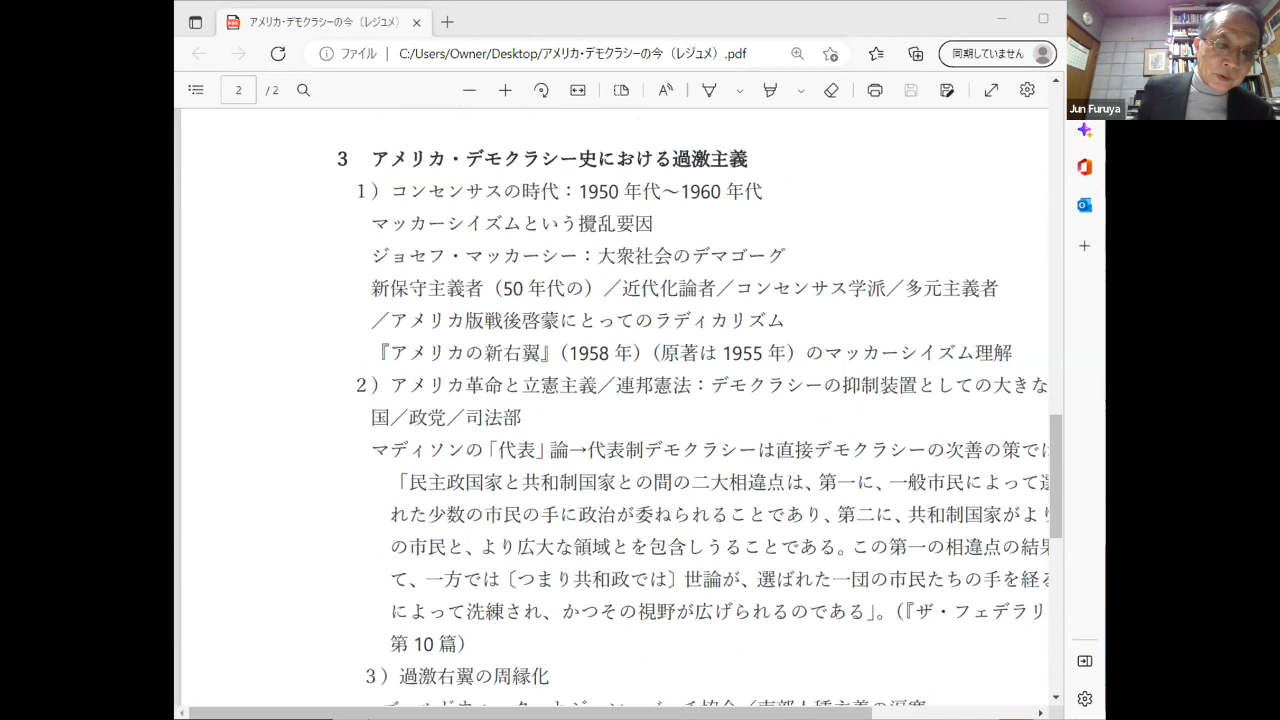 アメリカ・デモクラシーの今（レジュメ）
ファイル
C:/Users/Owner/Desktop/アメリカ・デモクラシーの今（レジュメ）.pdf
同期していません
2 / 2
Jun Furuya
3 アメリカ・デモクラシー史における過激主義
1）コンセンサスの時代：1950 年代～1960 年代
マッカーシイズムという攪乱要因
ジョセフ・マッカーシー：大衆社会のデマゴーグ
新保守主義者（50 年代の）／近代化論者／コンセンサス学派／多元主義者
／アメリカ版戦後啓蒙にとってのラディカリズム
『アメリカの新右翼』（1958 年）（原著は 1955 年）のマッカーシイズム理解
2）アメリカ革命と立憲主義／連邦憲法：デモクラシーの抑制装置としての大きな
国／政党／司法部
マディソンの「代表」論→代表制デモクラシーは直接デモクラシーの次善の策で
「民主政国家と共和制国家との間の二大相違点は、第一に、一般市民によって
れた少数の市民の手に政治が委ねられることであり、第二に、共和制国家がより
の市民と、より広大な領域とを包含しうることである。この第一の相違点の結果
て、一方では〔つまり共和政では〕世論が、選ばれた一団の市民たちの手を経る
によって洗練され、かつその視野が広げられるのである」。（『ザ・フェデラリ
第 10 篇）
3）過激右翼の周縁化